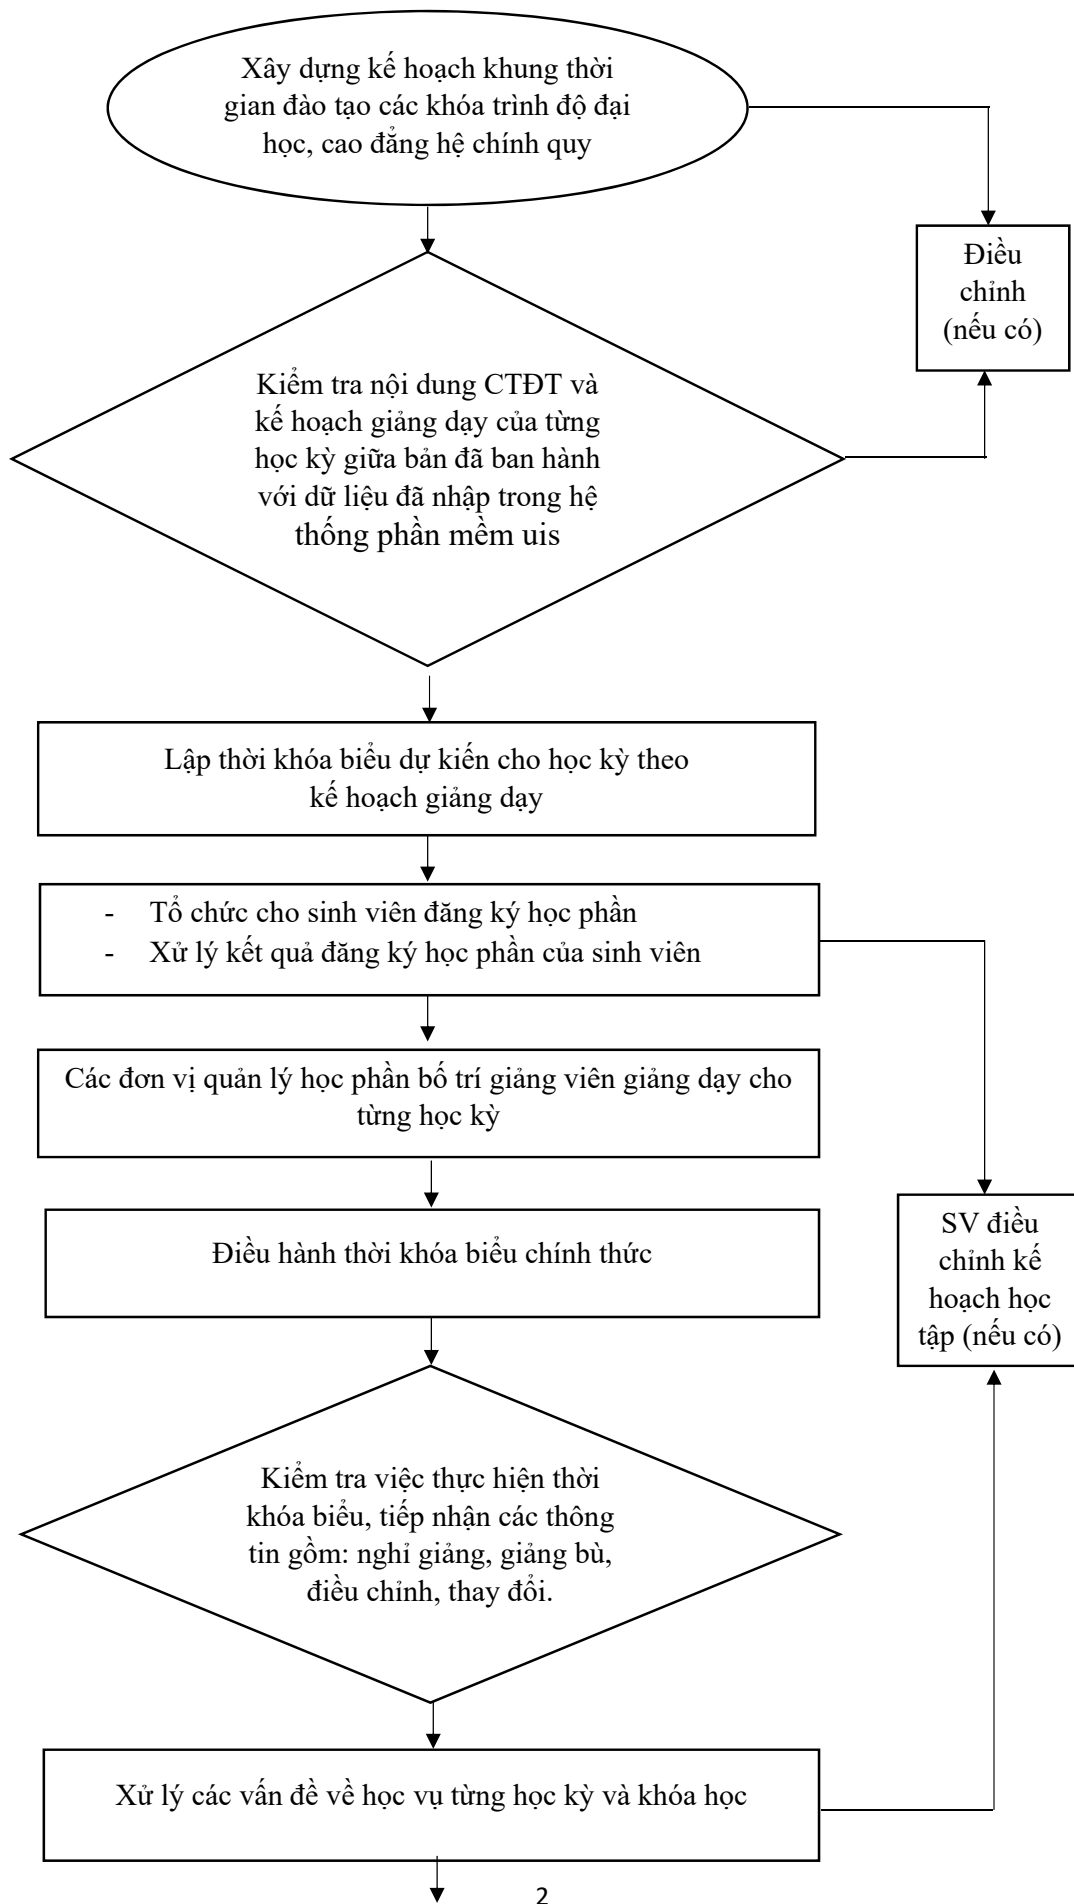 Xây dựng kế hoạch khung thời
gian đào tạo các khóa trình độ đại
học, cao đẳng hệ chính quy
Điều
chỉnh
(nếu có)
Kiểm tra nội dung CTĐT và
kế hoạch giảng dạy của từng
học kỳ giữa bản đã ban hành
với dữ liệu đã nhập trong hệ
thống phần mềm uis
Lập thời khóa biểu dự kiến cho học kỳ theo
kế hoạch giảng dạy
- Tổ chức cho sinh viên đăng ký học phần
- Xử lý kết quả đăng ký học phần của sinh viên
Các đơn vị quản lý học phần bố trí giảng viên giảng dạy cho
từng học kỳ
Điều hành thời khóa biểu chính thức
SV điều
chỉnh kế
hoạch học
tập (nếu có)
Kiểm tra việc thực hiện thời
khóa biểu, tiếp nhận các thông
tin gồm: nghỉ giảng, giảng bù,
điều chỉnh, thay đổi.
Xử lý các vấn đề về học vụ từng học kỳ và khóa học
2